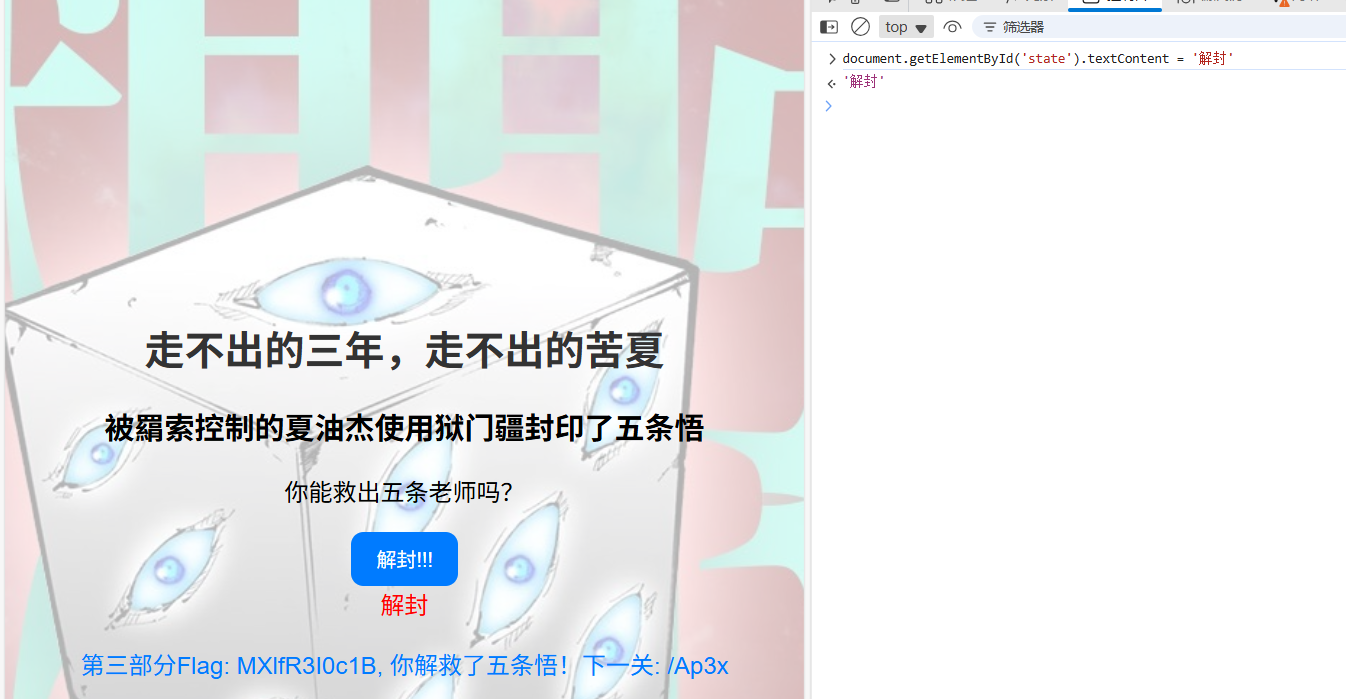 top
筛选器
document.getElementById('state').textContent = '解封'
'解封'
走不出的三年，走不出的苦夏
被羂索控制的夏油杰使用狱门疆封印了五条悟
你能救出五条老师吗?
解封!!!
解封
第三部分Flag: MXlfR3I0c1B, 你解救了五条悟！下一关: /Ap3x